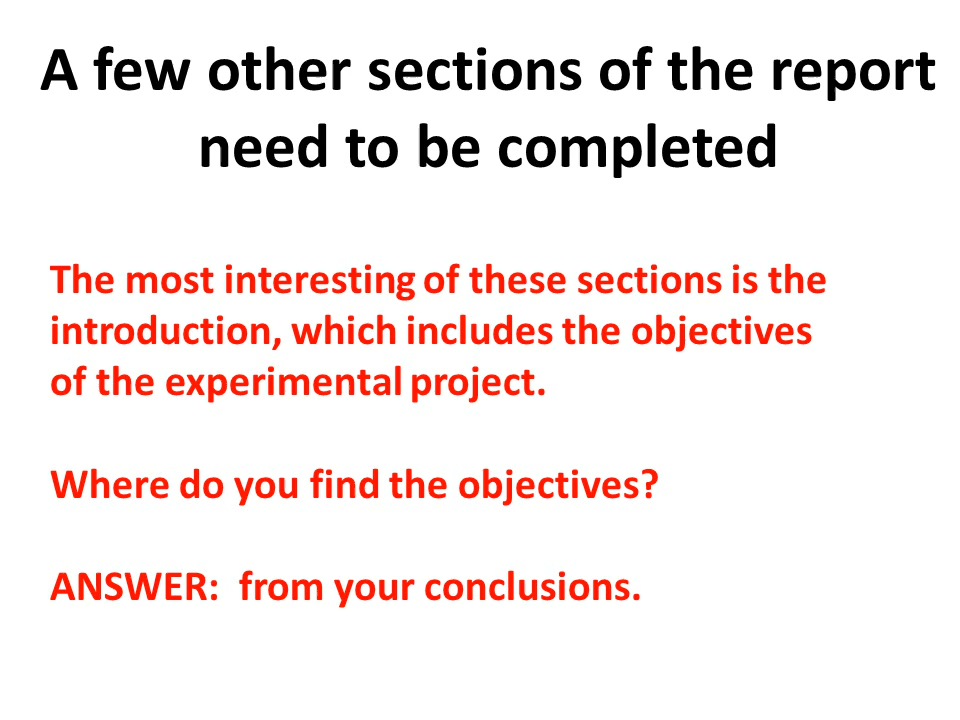 A few other sections of the report
need to be completed
The most interesting of these sections is the
introduction, which includes the objectives
of the experimental project.
Where do you find the objectives?
ANSWER:  from your conclusions.